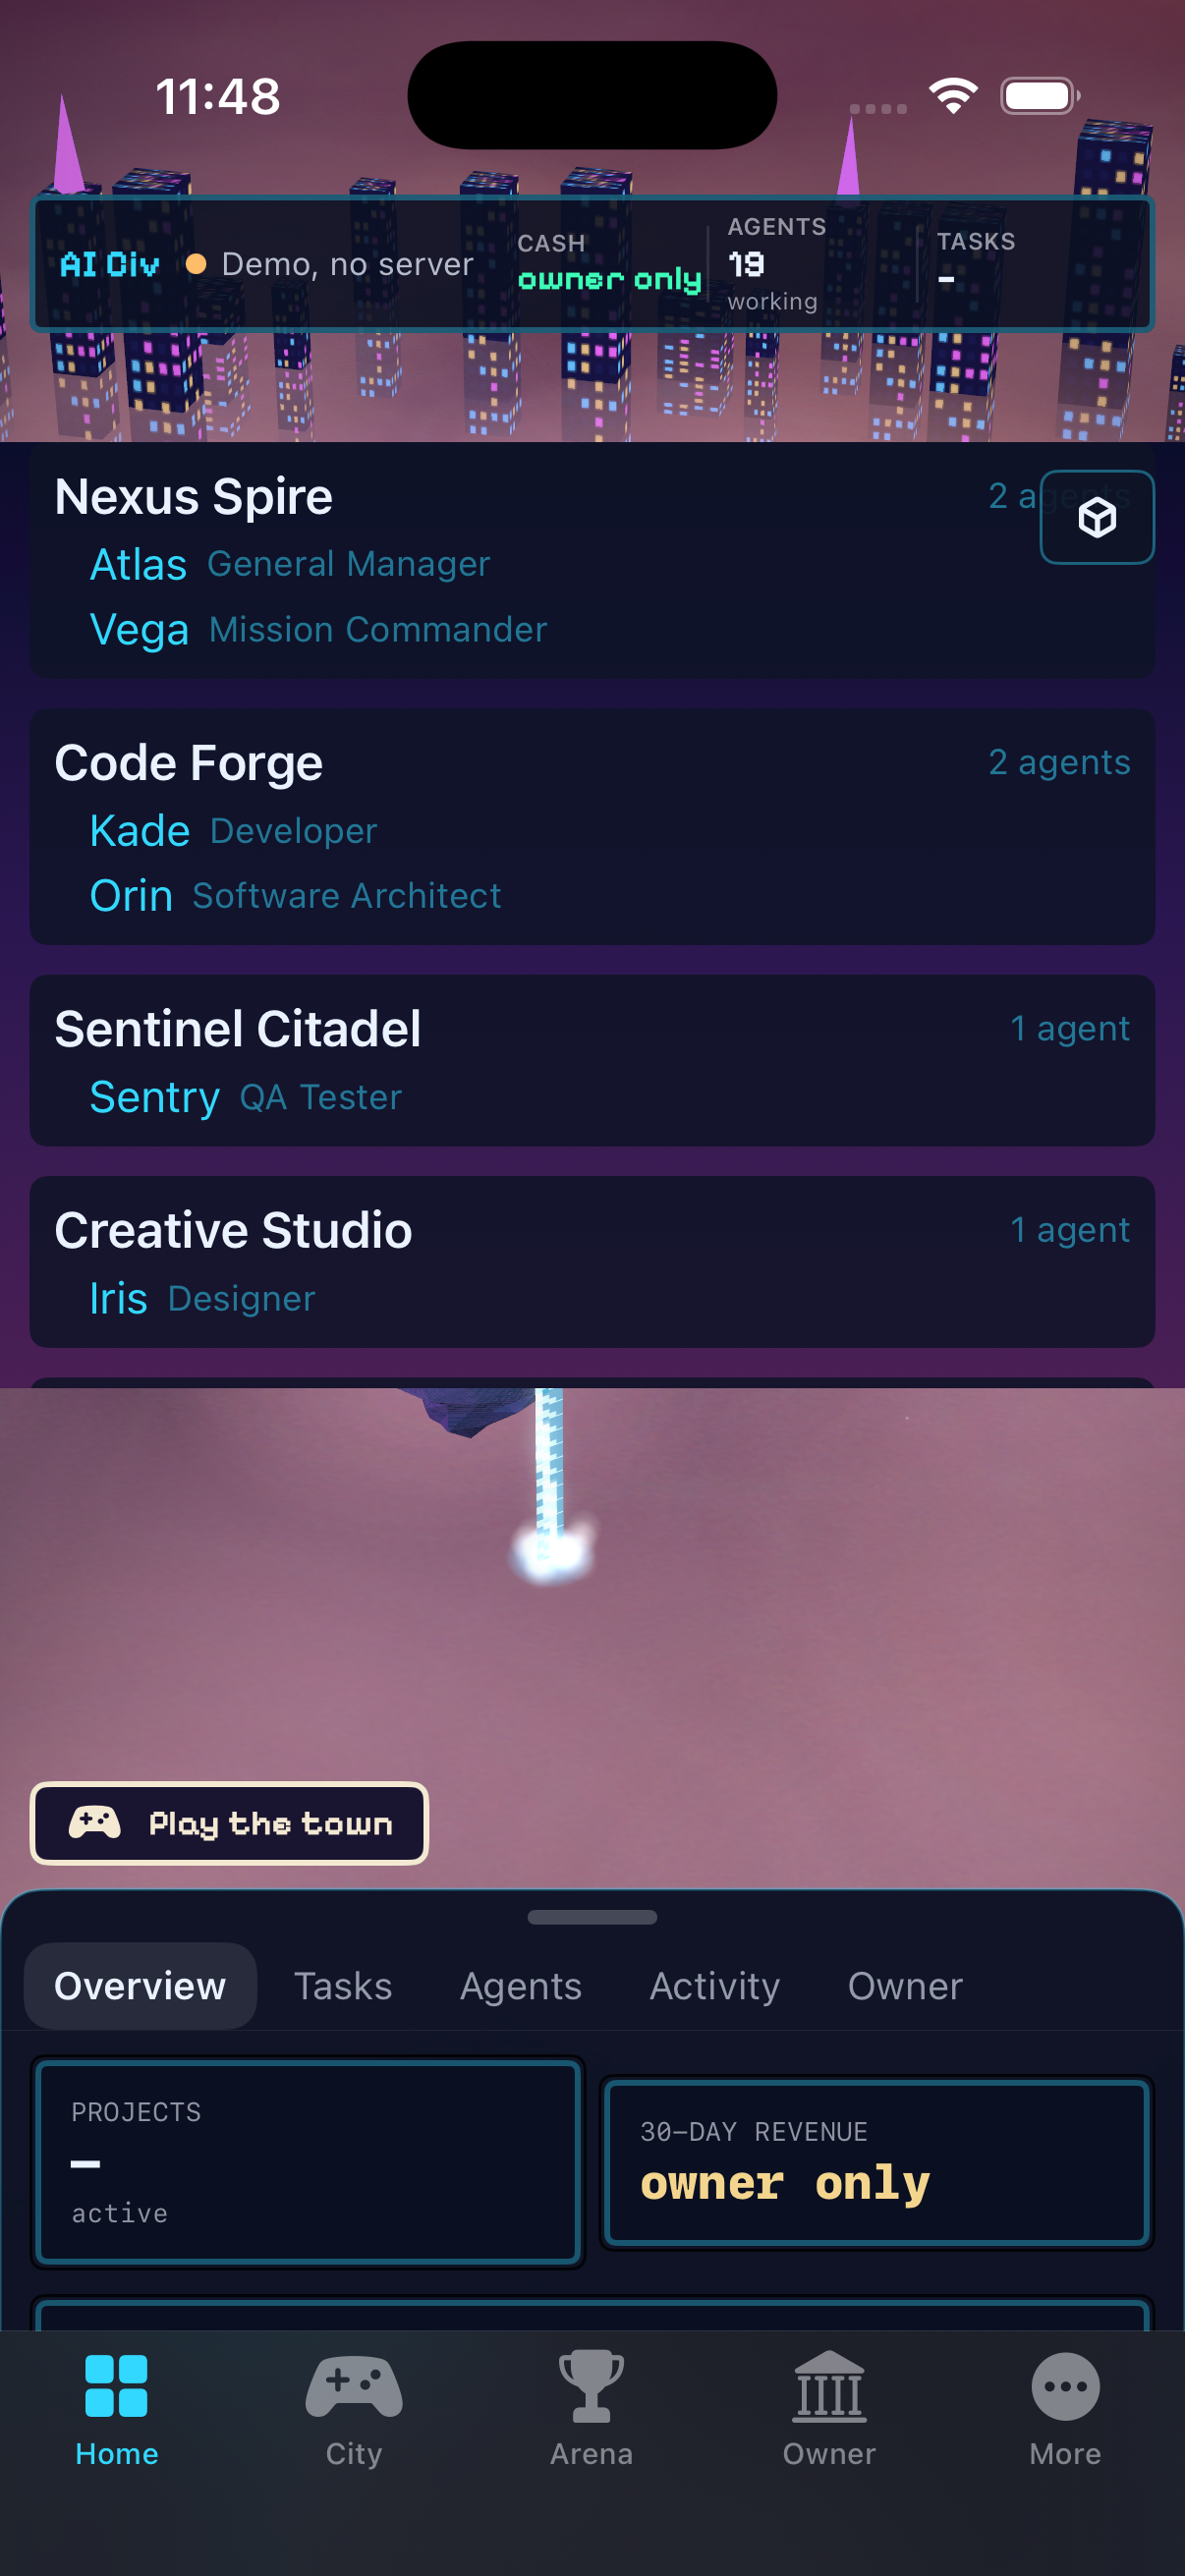 11:48
AI Civ
Demo, no server
CASH
owner only
AGENTS
19
working
TASKS
–
Nexus Spire
2 agents
Atlas General Manager
Vega Mission Commander
Code Forge
2 agents
Kade Developer
Orin Software Architect
Sentinel Citadel
1 agent
Sentry QA Tester
Creative Studio
1 agent
Iris Designer
Play the town
Overview
Tasks
Agents
Activity
Owner
PROJECTS
—
active
30–DAY REVENUE
owner only
Home
City
Arena
Owner
More